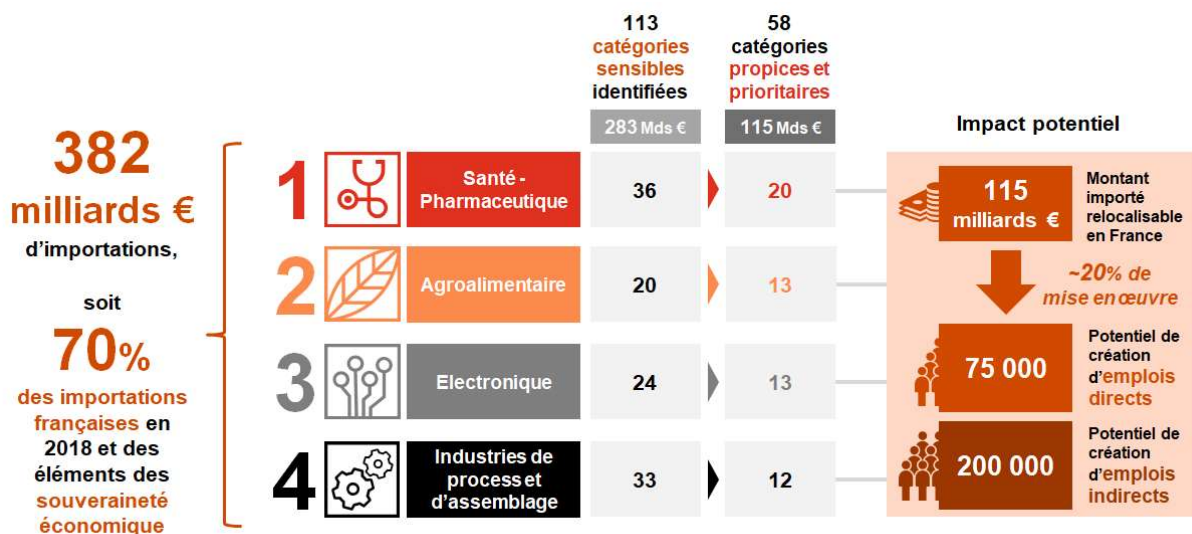 382
milliards €
d'importations,
soit
70%
des importations
françaises en
2018 et des
éléments des
souveraineté
économique
113
catégories
sensibles
identifiées
283 Mds €
58
catégories
propices et
prioritaires
115 Mds €
Impact potentiel
1
Santé -
Pharmaceutique
36
20
2
Agroalimentaire
20
13
3
Electronique
24
13
4
Industries de
process et
d'assemblage
33
12
115
milliards €
Montant
importé
relocalisable
en France
~20% de
mise en œuvre
75 000
Potentiel de
création
d'emplois
directs
200 000
Potentiel de
création
d'emplois
indirects